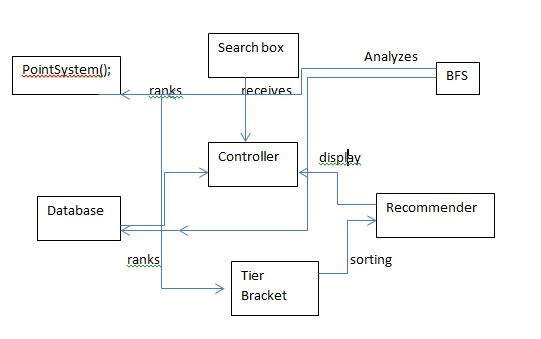 Search box
Analyzes
PointSystem();
BFS
ranks
receives
Controller
display
Database
Recommender
ranks
sorting
Tier
Bracket